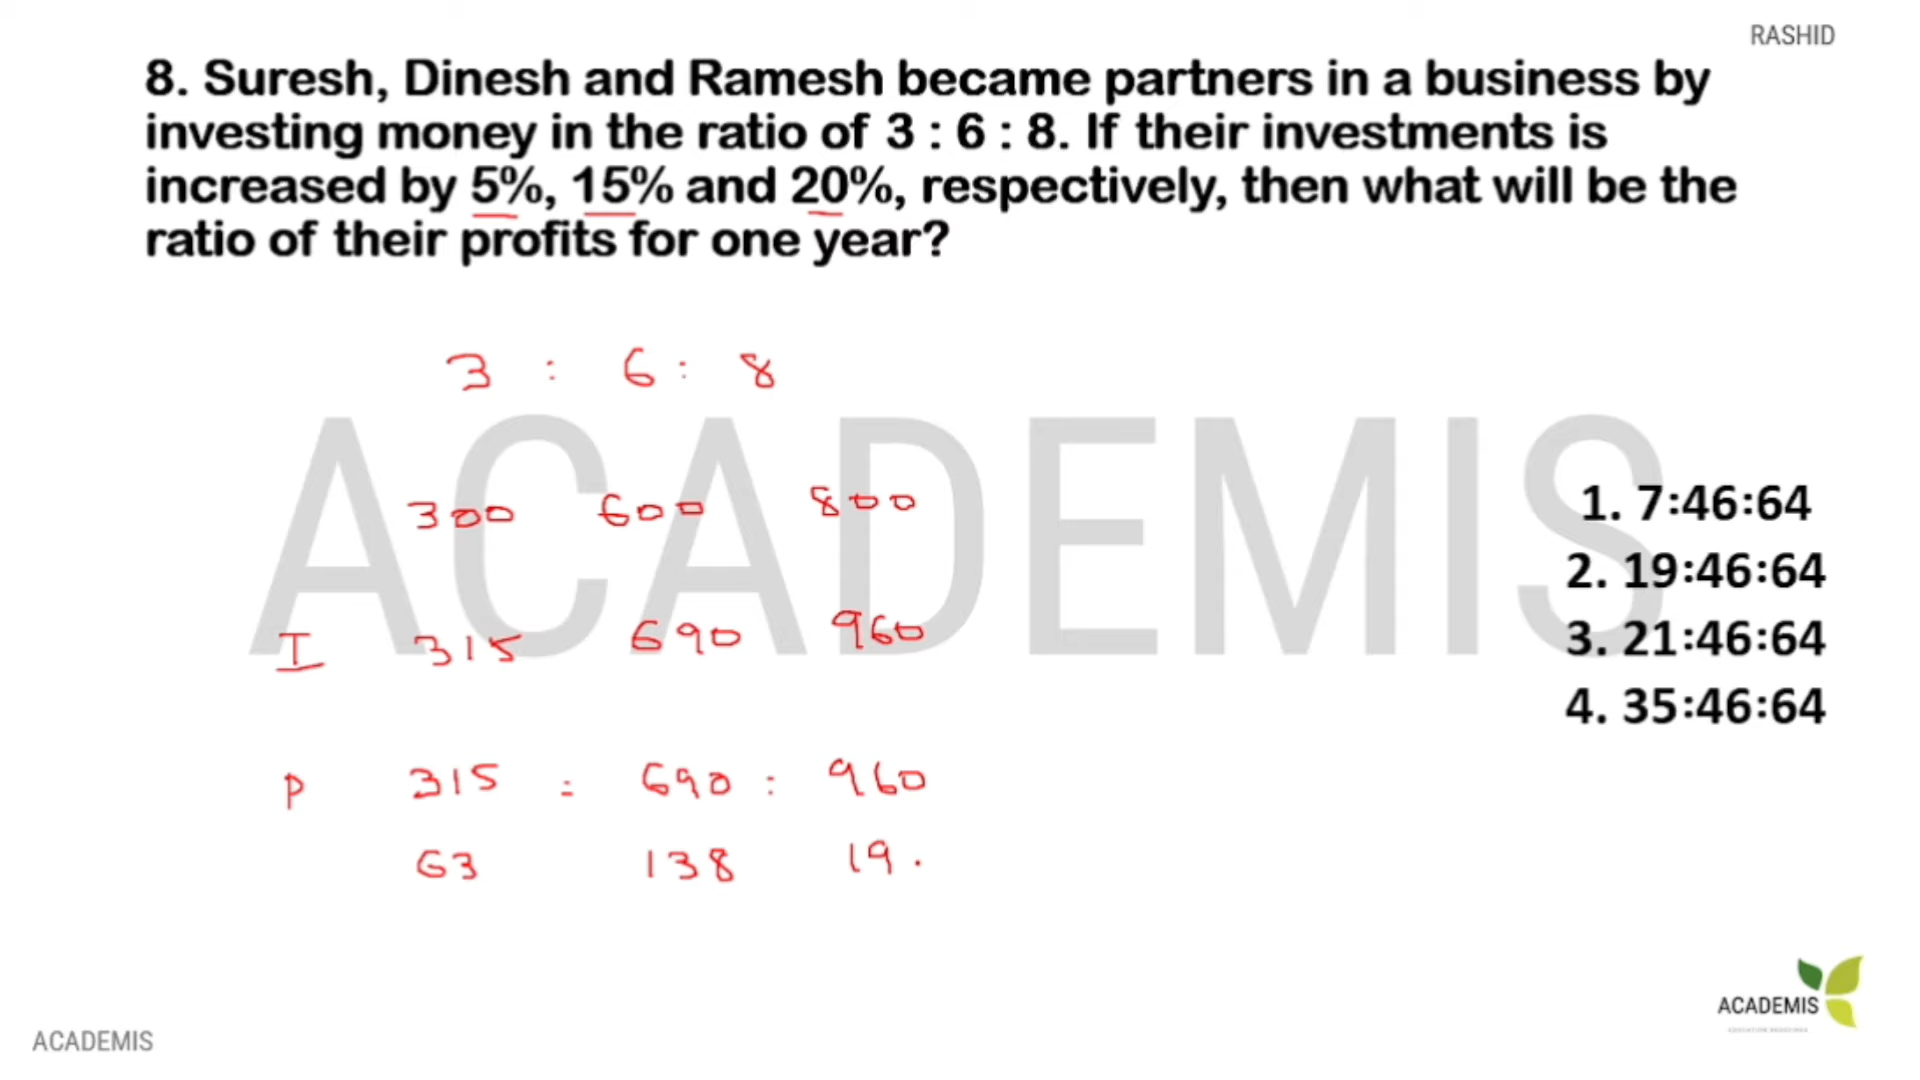 RASHID
8. Suresh, Dinesh and Ramesh became partners in a business by
investing money in the ratio of 3 : 6 : 8. If their investments is
increased by 5%, 15% and 20%, respectively, then what will be the
ratio of their profits for one year?
3 : 6 : 8
ACADEMIS
300 600 800
I 315 690 960
P 315 : 690 : 960
63 138 19.
1. 7:46:64
2. 19:46:64
3. 21:46:64
4. 35:46:64
ACADEMIS
ACADEMIS